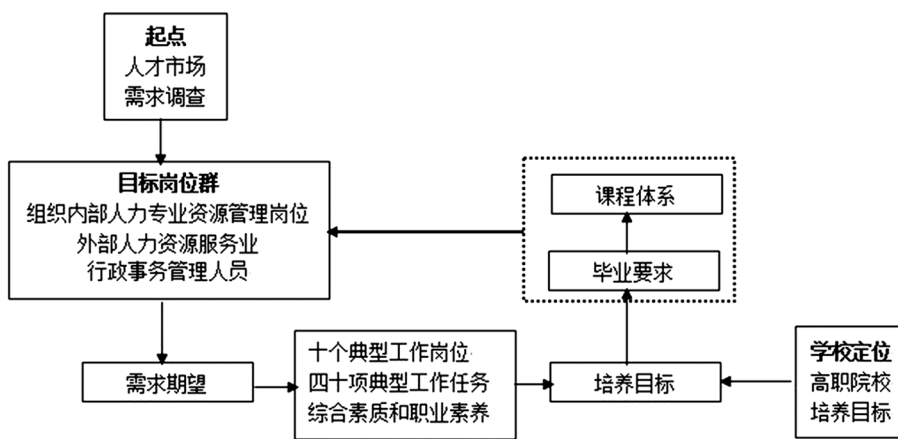 起点
人才市场
需求调查
目标岗位群
组织内部人力专业资源管理岗位
外部人力资源服务业
行政事务管理人员
课程体系
毕业要求
需求期望
十个典型工作岗位
四十项典型工作任务
综合素质和职业素养
培养目标
学校定位
高职院校
培养目标